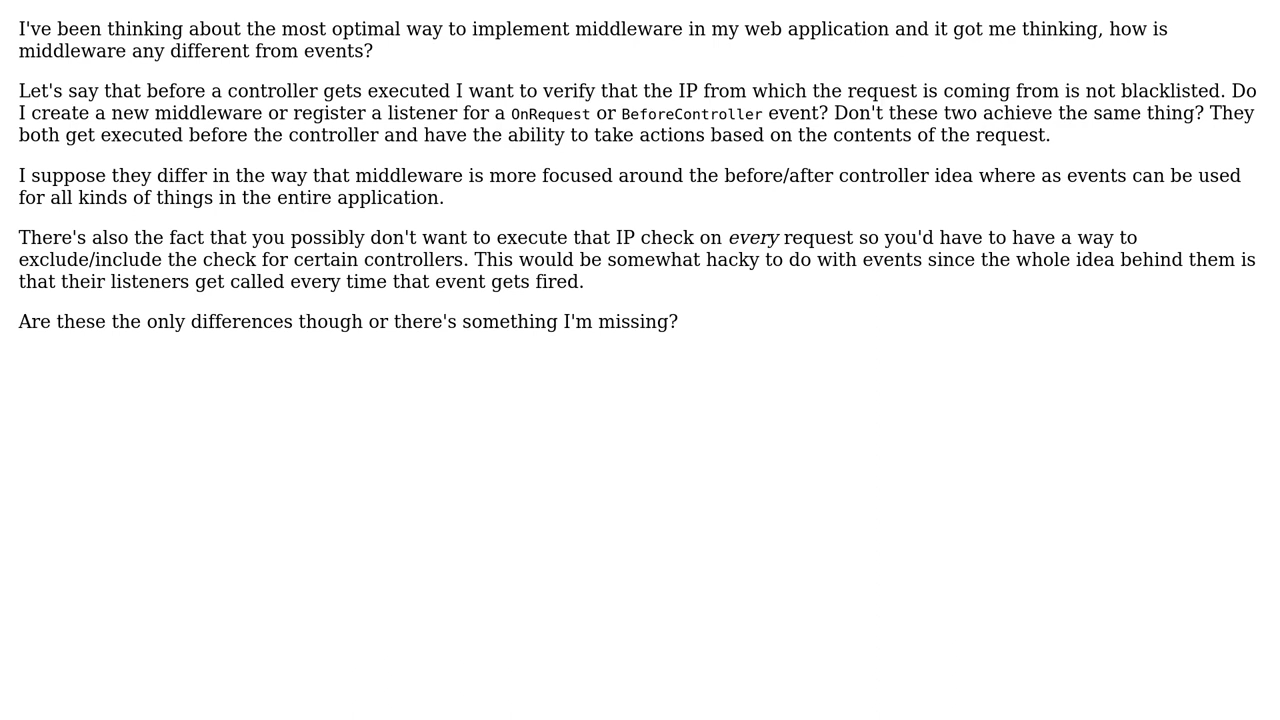 I've been thinking about the most optimal way to implement middleware in my web application and it got me thinking, how is
middleware any different from events?
Let's say that before a controller gets executed I want to verify that the IP from which the request is coming from is not blacklisted. Do
I create a new middleware or register a listener for a OnRequest or BeforeController event? Don't these two achieve the same thing? They
both get executed before the controller and have the ability to take actions based on the contents of the request.
I suppose they differ in the way that middleware is more focused around the before/after controller idea where as events can be used
for all kinds of things in the entire application.
There's also the fact that you possibly don't want to execute that IP check on every request so you'd have to have a way to
exclude/include the check for certain controllers. This would be somewhat hacky to do with events since the whole idea behind them is
that their listeners get called every time that event gets fired.
Are these the only differences though or there's something I'm missing?